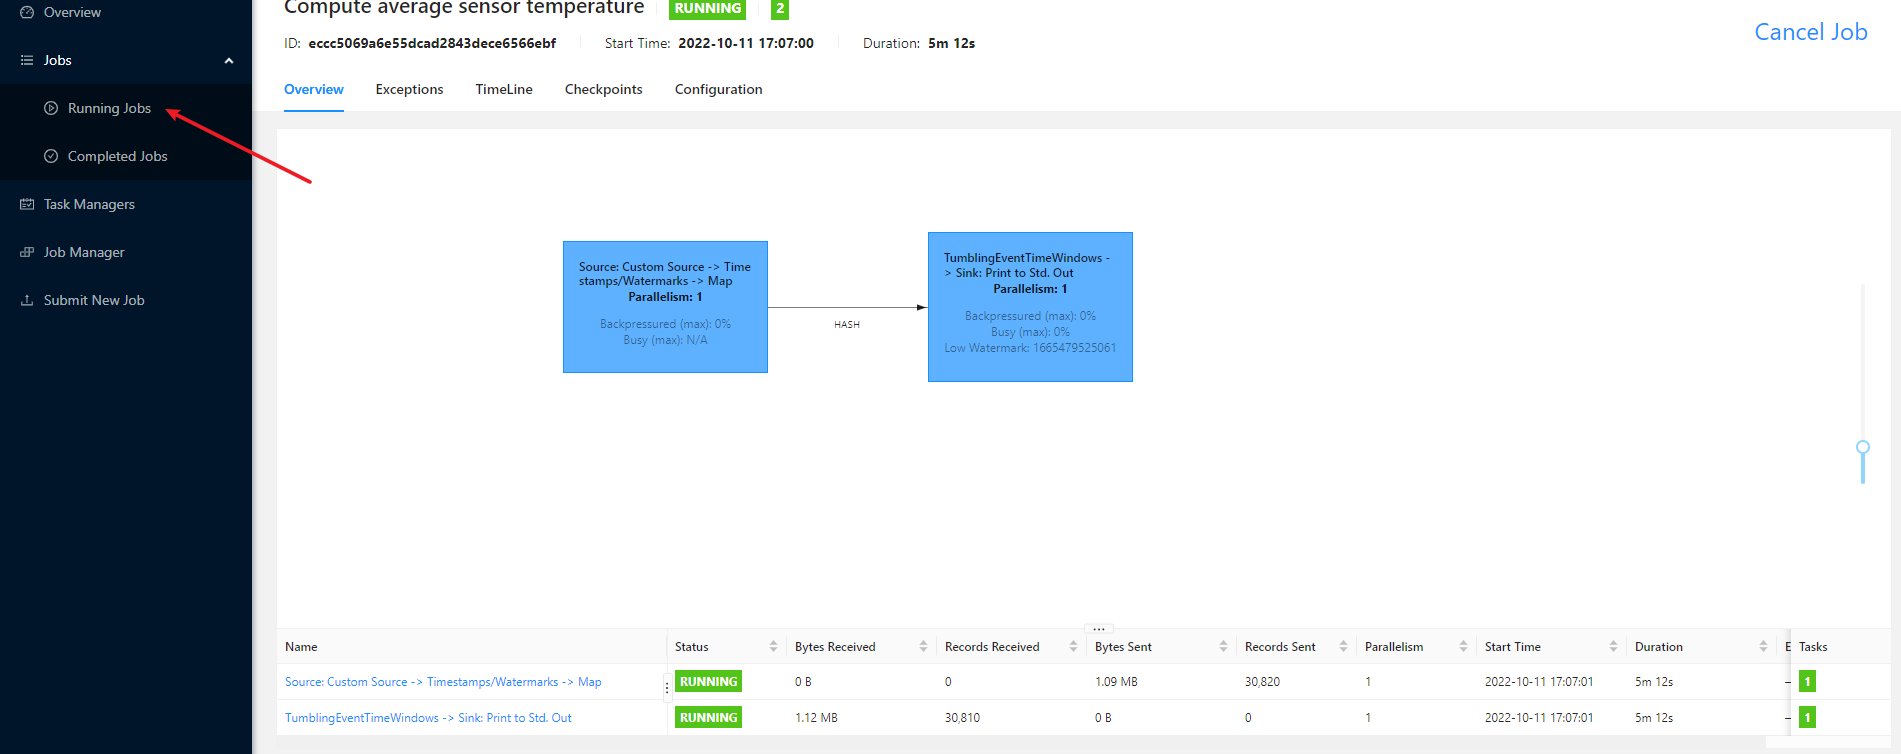 Overview
Jobs
Running Jobs
Completed Jobs
Task Managers
Job Manager
Submit New Job
Compute average sensor temperature RUNNING 2
ID: eccc5069a6e55dcad2843dece6566ebf Start Time: 2022-10-11 17:07:00 Duration: 5m 12s
Cancel Job
Overview Exceptions TimeLine Checkpoints Configuration
Source: Custom Source -> Time
stamps/Watermarks -> Map
Parallelism: 1
Backpressured (max): 0%
Busy (max): N/A
HASH
TumblingEventTimeWindows -
> Sink: Print to Std. Out
Parallelism: 1
Backpressured (max): 0%
Busy (max): 0%
Low Watermark: 1665479525061
Name Status Bytes Received Records Received Bytes Sent Records Sent Parallelism Start Time Duration E Tasks
Source: Custom Source -> Timestamps/Watermarks -> Map RUNNING 0 B 0 1.09 MB 30,820 1 2022-10-11 17:07:01 5m 12s – 1
TumblingEventTimeWindows -> Sink: Print to Std. Out RUNNING 1.12 MB 30,810 0 B 0 1 2022-10-11 17:07:01 5m 12s – 1